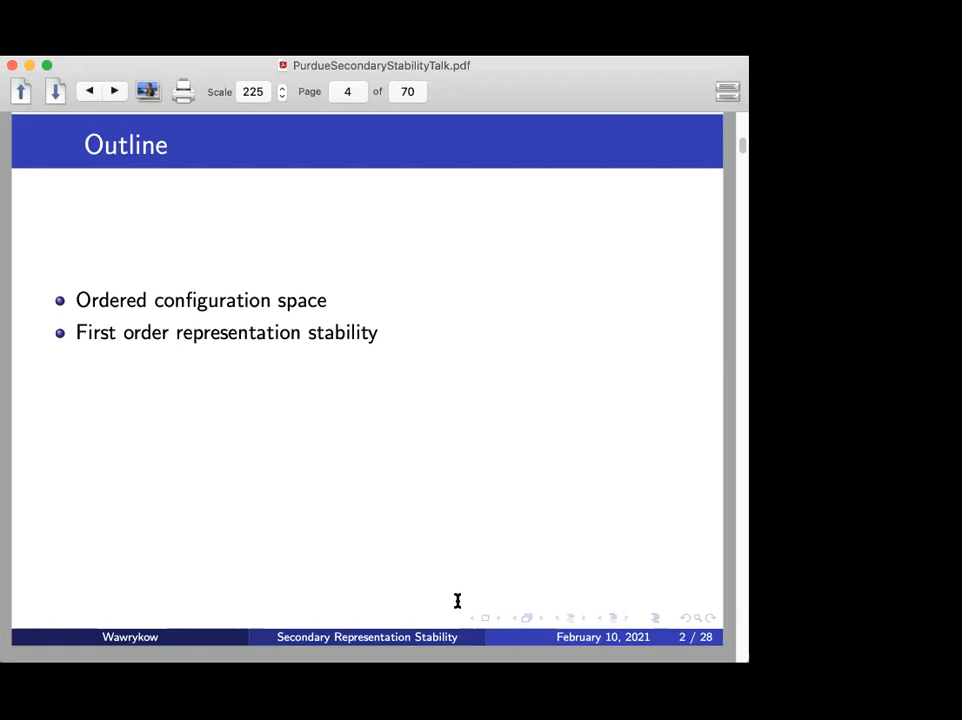 PurdueSecondaryStabilityTalk.pdf
Scale 225 Page 4 of 70
Outline
Ordered configuration space
First order representation stability
Wawrykow Secondary Representation Stability February 10, 2021 2 / 28